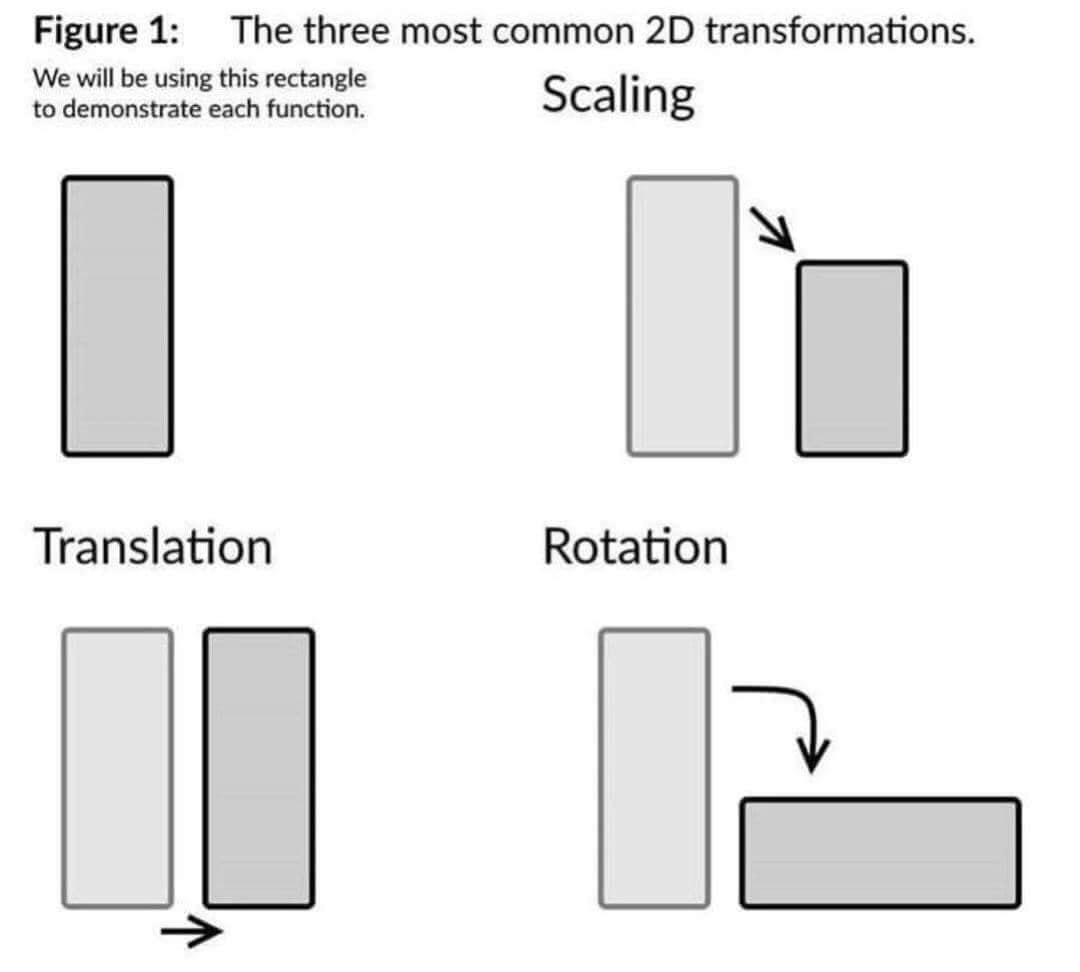 Figure 1: The three most common 2D transformations.
We will be using this rectangle
to demonstrate each function.
Scaling
Translation
Rotation